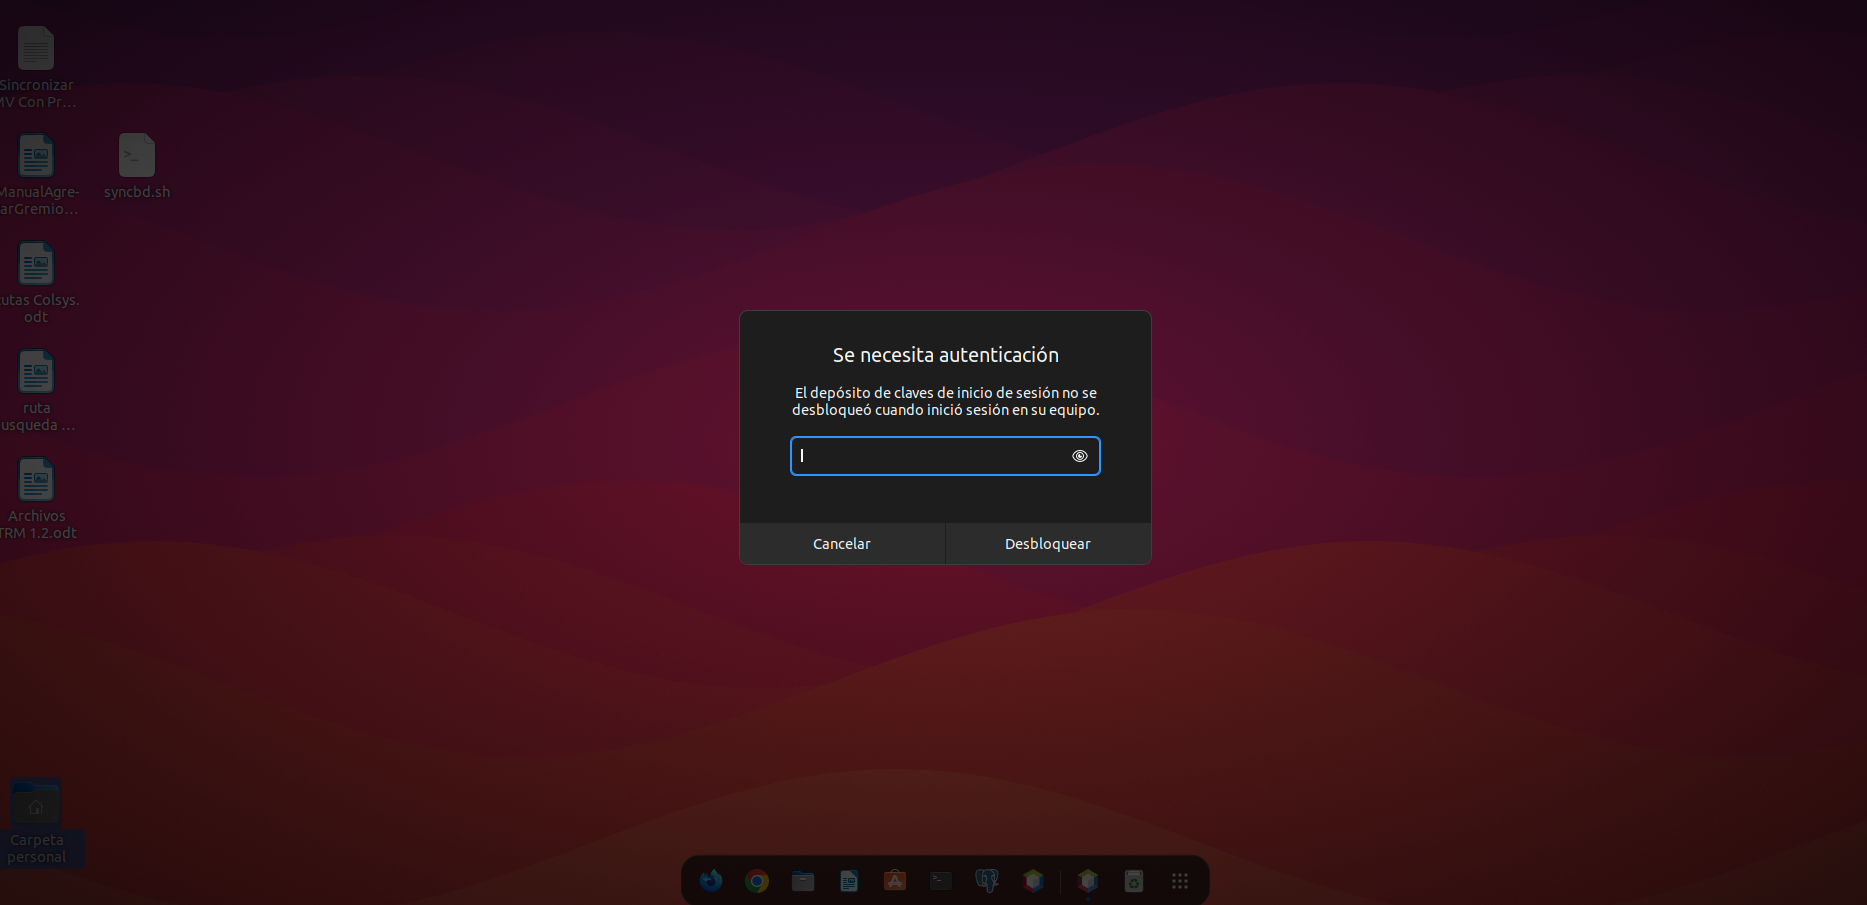 Sincronizar
MV Con Pr...
ManualAgre-
arGremio...
syncbd.sh
utas Colsys.
odt
ruta
usqueda ...
Archivos
TRM 1.2.odt
Se necesita autenticación
El depósito de claves de inicio de sesión no se
desbloqueó cuando inició sesión en su equipo.
Cancelar
Desbloquear
Carpeta
personal